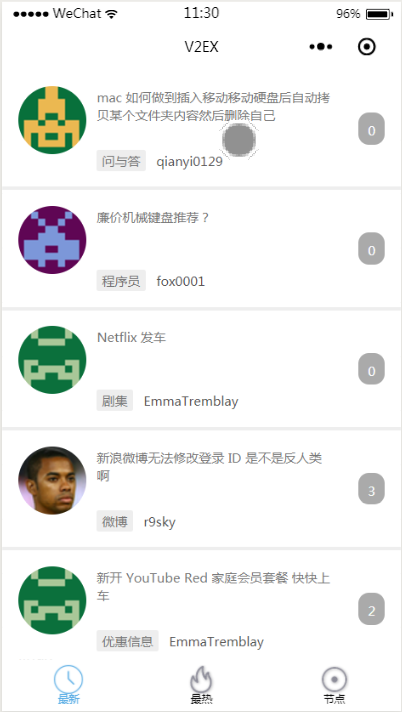 WeChat 11:30 96%
V2EX
mac 如何做到插入移动移动硬盘后自动拷
贝某个文件夹内容然后删除自己
0
问与答 qianyi0129
廉价机械键盘推荐？
0
程序员 fox0001
Netflix 发车
0
剧集 EmmaTremblay
新浪微博无法修改登录 ID 是不是反人类
啊
3
微博 r9sky
新开 YouTube Red 家庭会员套餐 快快上
车
2
优惠信息 EmmaTremblay
最新 最热 节点